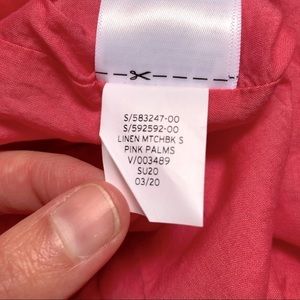 S/583247-00
S/592592-00
LINEN MTCHBK S
PINK PALMS
V/003489
SU20
03/20